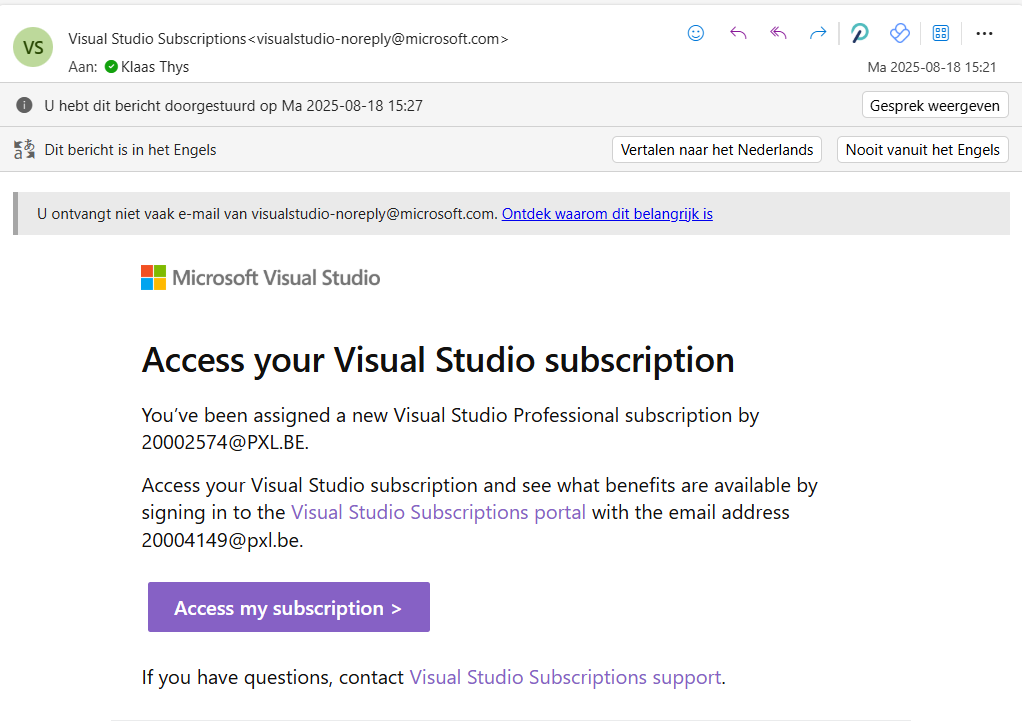 VS
Visual Studio Subscriptions<visualstudio-noreply@microsoft.com>
Aan: Klaas Thys
Ma 2025-08-18 15:21
U hebt dit bericht doorgestuurd op Ma 2025-08-18 15:27
Gesprek weergeven
Dit bericht is in het Engels
Vertalen naar het Nederlands
Nooit vanuit het Engels
U ontvangt niet vaak e-mail van visualstudio-noreply@microsoft.com. Ontdek waarom dit belangrijk is
Microsoft Visual Studio
Access your Visual Studio subscription
You’ve been assigned a new Visual Studio Professional subscription by
20002574@PXL.BE.
Access your Visual Studio subscription and see what benefits are available by
signing in to the Visual Studio Subscriptions portal with the email address
20004149@pxl.be.
Access my subscription >
If you have questions, contact Visual Studio Subscriptions support.